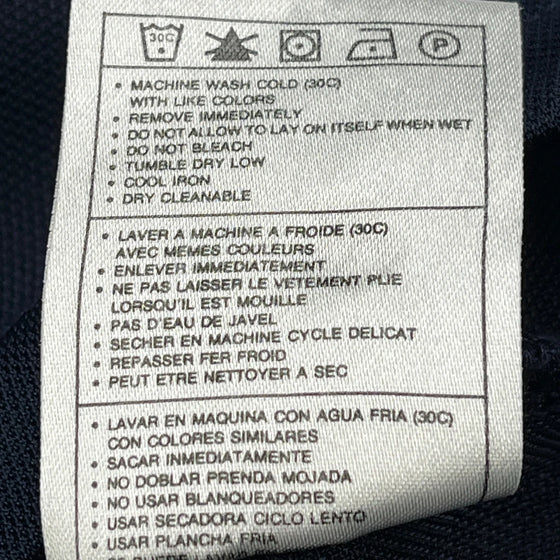 30C P
• MACHINE WASH COLD (30C)
WITH LIKE COLORS
• REMOVE IMMEDIATELY
• DO NOT ALLOW TO LAY ON ITSELF WHEN WET
• DO NOT BLEACH
• TUMBLE DRY LOW
• COOL IRON
• DRY CLEANABLE
• LAVER A MACHINE A FROIDE (30C)
AVEC MEMES COULEURS
• ENLEVER IMMEDIATEMENT
• NE PAS LAISSER LE VETEMENT PLIE
LORSQU'IL EST MOUILLE
• PAS D'EAU DE JAVEL
• SECHER EN MACHINE CYCLE DELICAT
• REPASSER FER FROID
• PEUT ETRE NETTOYER A SEC
• LAVAR EN MAQUINA CON AGUA FRIA (30C)
CON COLORES SIMILARES
• SACAR INMEDIATAMENTE
• NO DOBLAR PRENDA MOJADA
• NO USAR BLANQUEADORES
• USAR SECADORA CICLO LENTO
• USAR PLANCHA FRIA